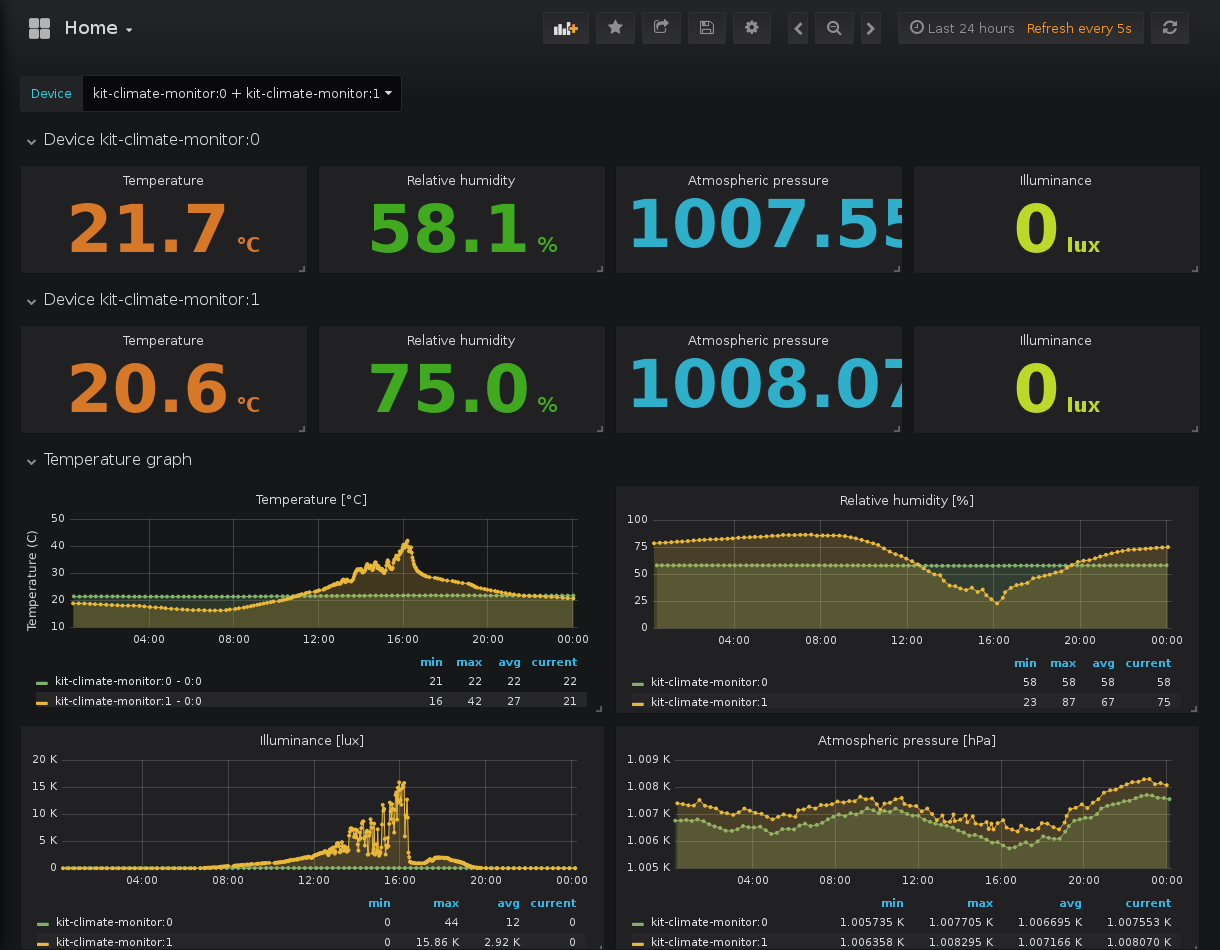 Home
Last 24 hours Refresh every 5s
Device kit-climate-monitor:0 + kit-climate-monitor:1
Device kit-climate-monitor:0
Temperature Relative humidity Atmospheric pressure Illuminance
21.7 °C 58.1 % 1007.55 0 lux
Device kit-climate-monitor:1
Temperature Relative humidity Atmospheric pressure Illuminance
20.6 °C 75.0 % 1008.07 0 lux
Temperature graph
Temperature [°C]
Temperature (C)
50
40
30
20
10
04:00 08:00 12:00 16:00 20:00 00:00
min max avg current
kit-climate-monitor:0 - 0:0 21 22 22 22
kit-climate-monitor:1 - 0:0 16 42 27 21
Relative humidity [%]
100
75
50
25
0
04:00 08:00 12:00 16:00 20:00 00:00
min max avg current
kit-climate-monitor:0 58 58 58 58
kit-climate-monitor:1 23 87 67 75
Illuminance [lux]
20 K
15 K
10 K
5 K
0
04:00 08:00 12:00 16:00 20:00 00:00
min max avg current
kit-climate-monitor:0 0 44 12 0
kit-climate-monitor:1 0 15.86 K 2.92 K 0
Atmospheric pressure [hPa]
1.009 K
1.008 K
1.007 K
1.006 K
1.005 K
04:00 08:00 12:00 16:00 20:00 00:00
min max avg current
kit-climate-monitor:0 1.005735 K 1.007705 K 1.006695 K 1.007553 K
kit-climate-monitor:1 1.006358 K 1.008295 K 1.007166 K 1.008070 K